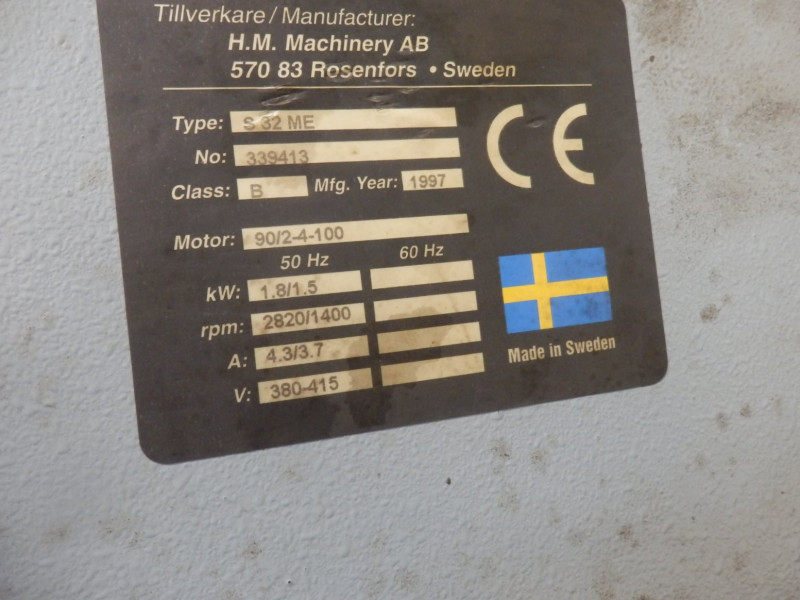 Tillverkare / Manufacturer:
H.M. Machinery AB
570 83 Rosenfors • Sweden
Type: S 32 ME
No: 339413
Class: B Mfg. Year: 1997
Motor: 90/2-4-100
50 Hz 60 Hz
kW: 1.8/1.5
rpm: 2820/1400
A: 4.3/3.7
V: 380-415
CE
Made in Sweden